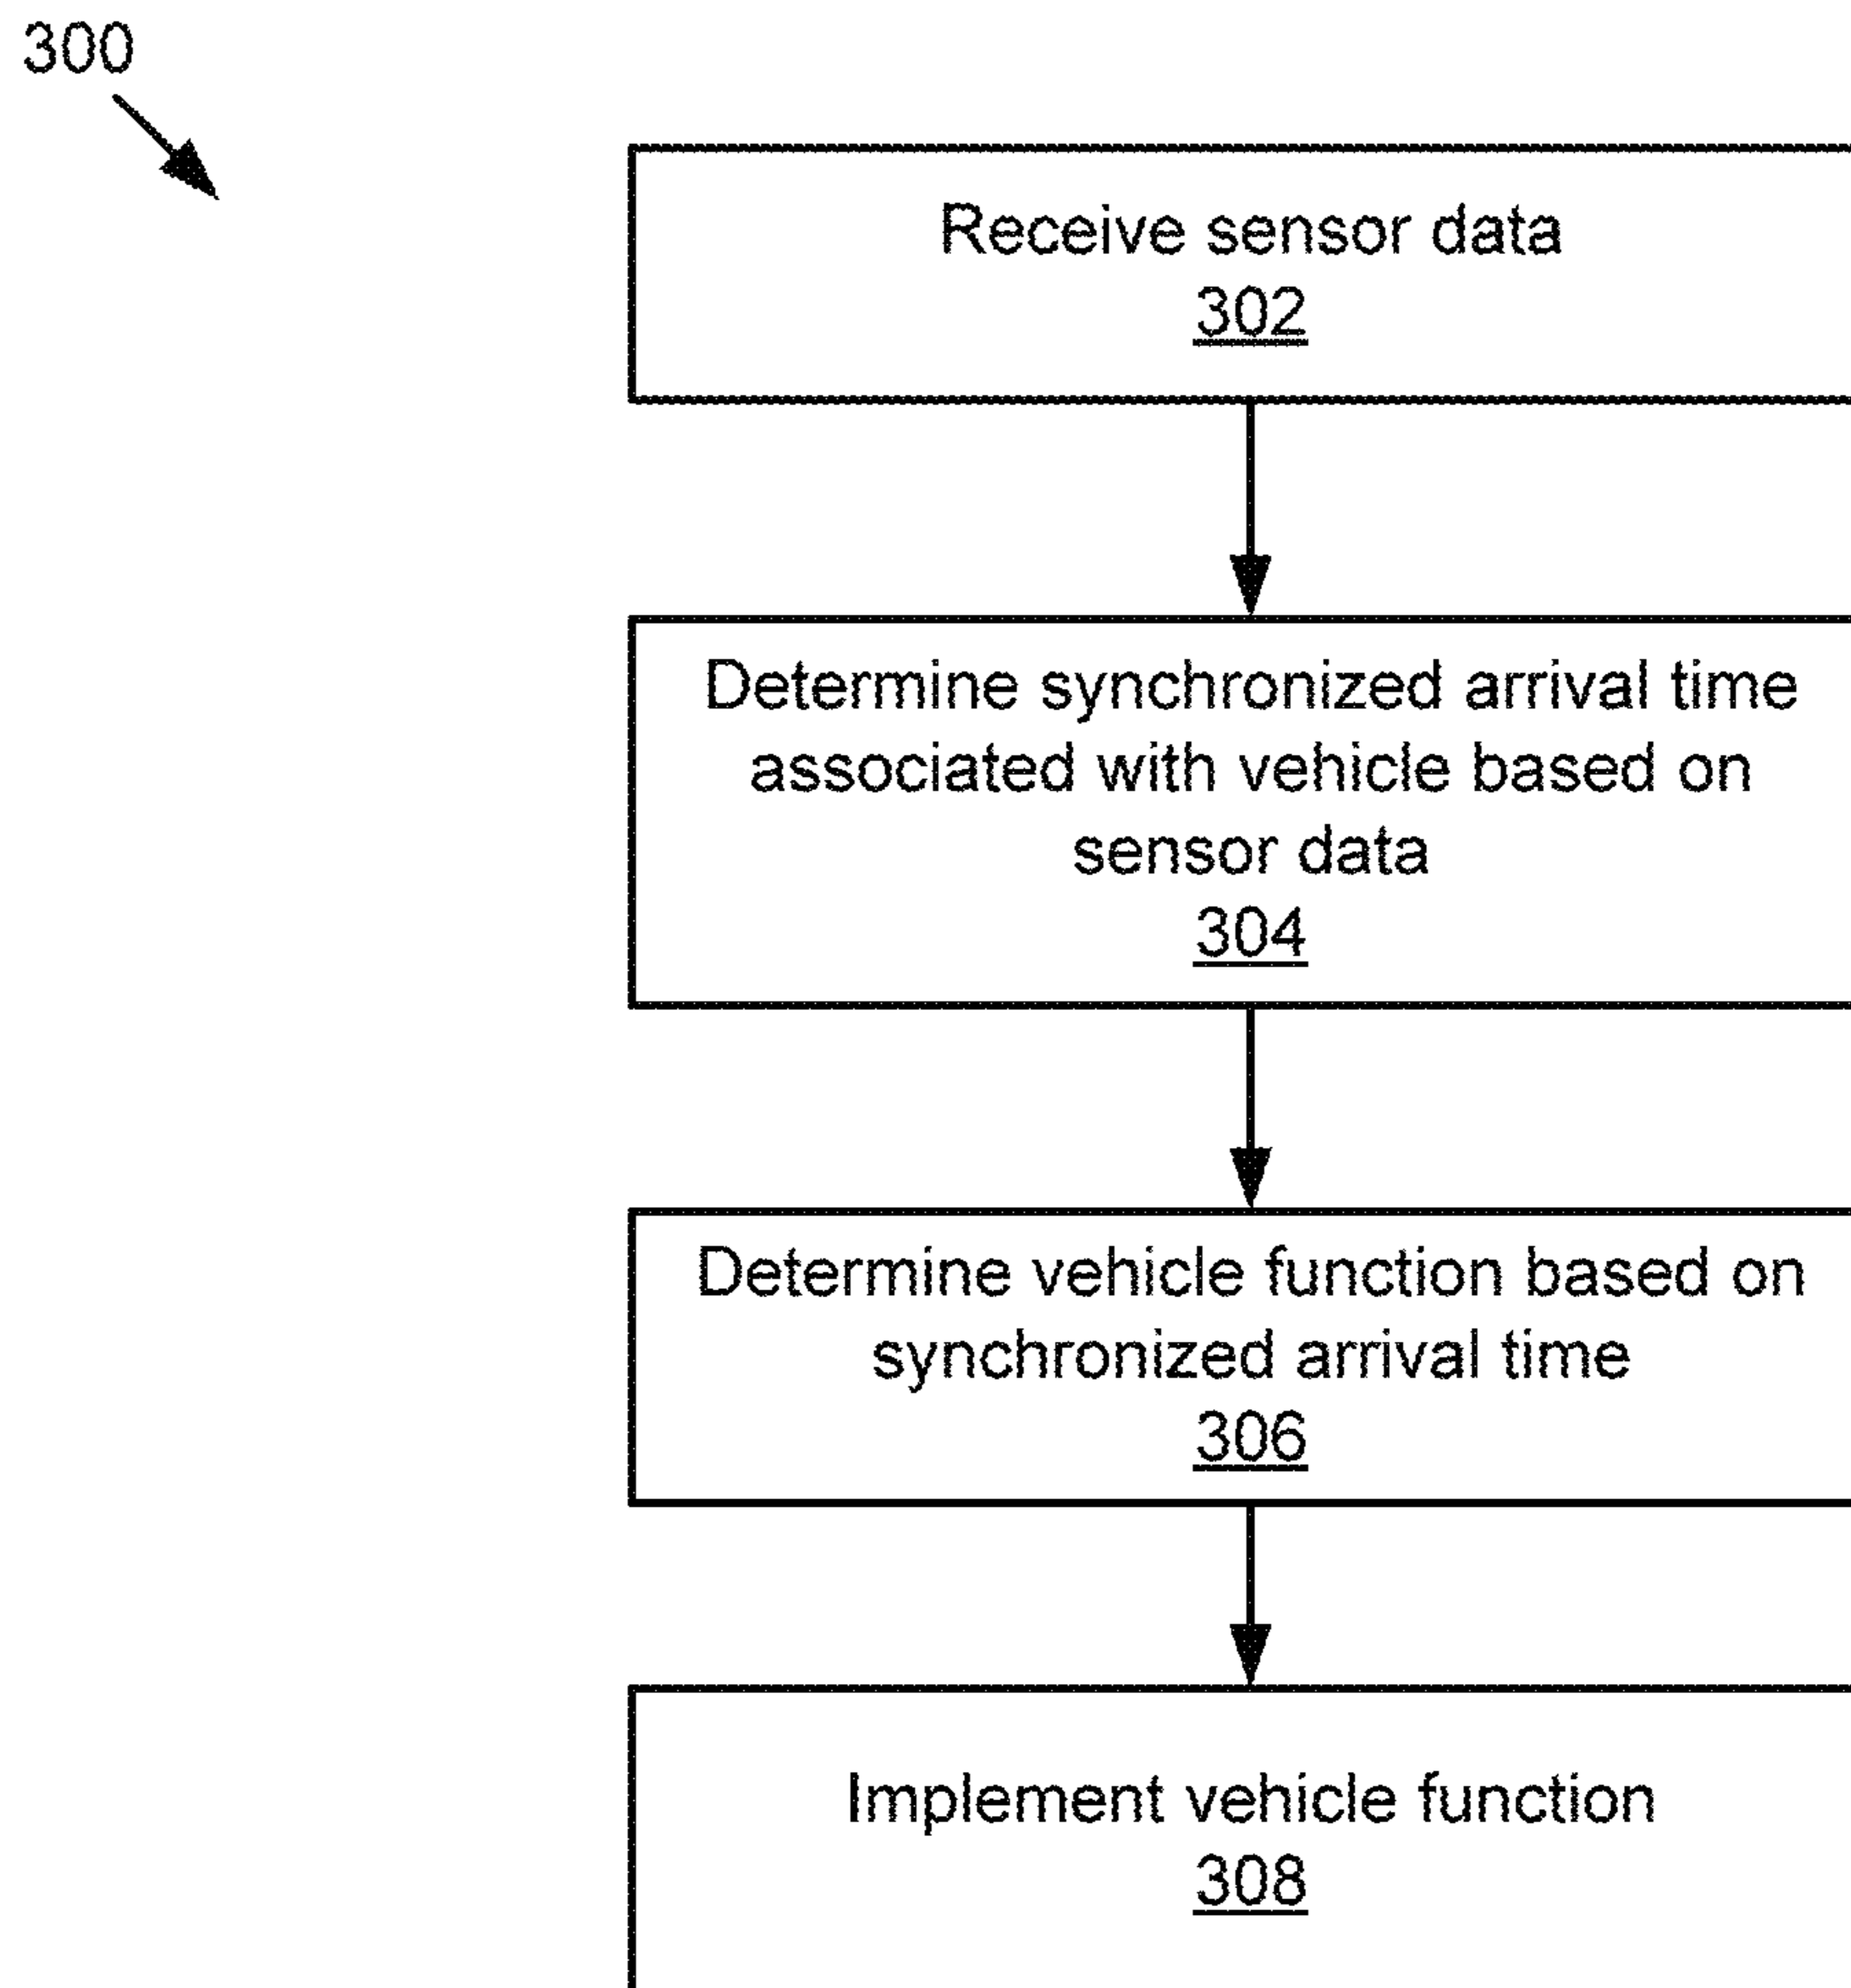 300
Receive sensor data
302
Determine synchronized arrival time
associated with vehicle based on
sensor data
304
Determine vehicle function based on
synchronized arrival time
306
Implement vehicle function
308